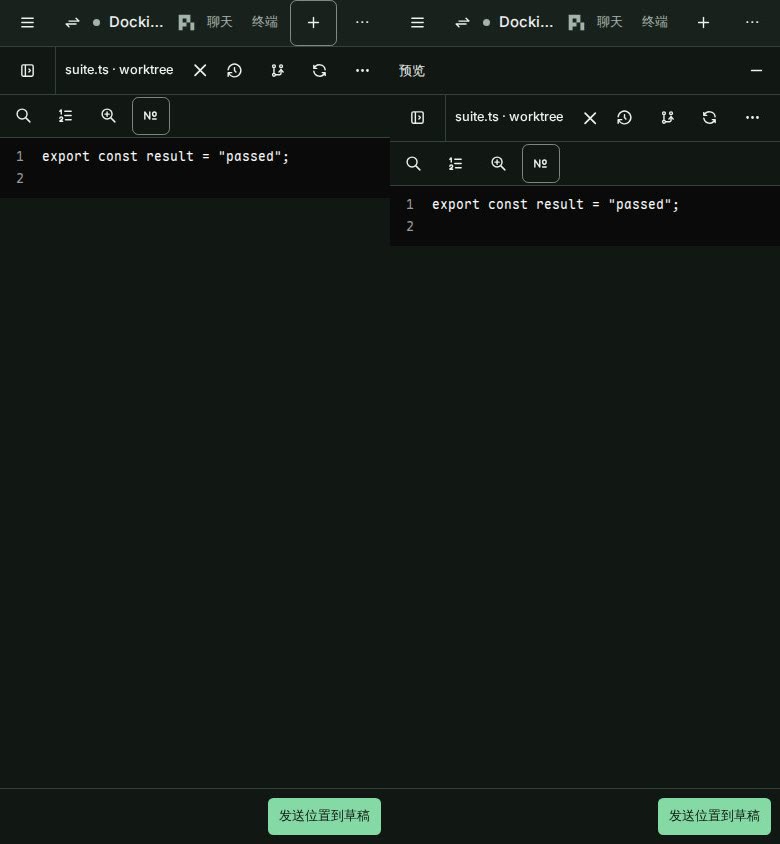 Docki... 聊天 终端
suite.ts · worktree
Nº
1 export const result = "passed";
2
发送位置到草稿
Docki... 聊天 终端
预览
suite.ts · worktree
Nº
1 export const result = "passed";
2
发送位置到草稿